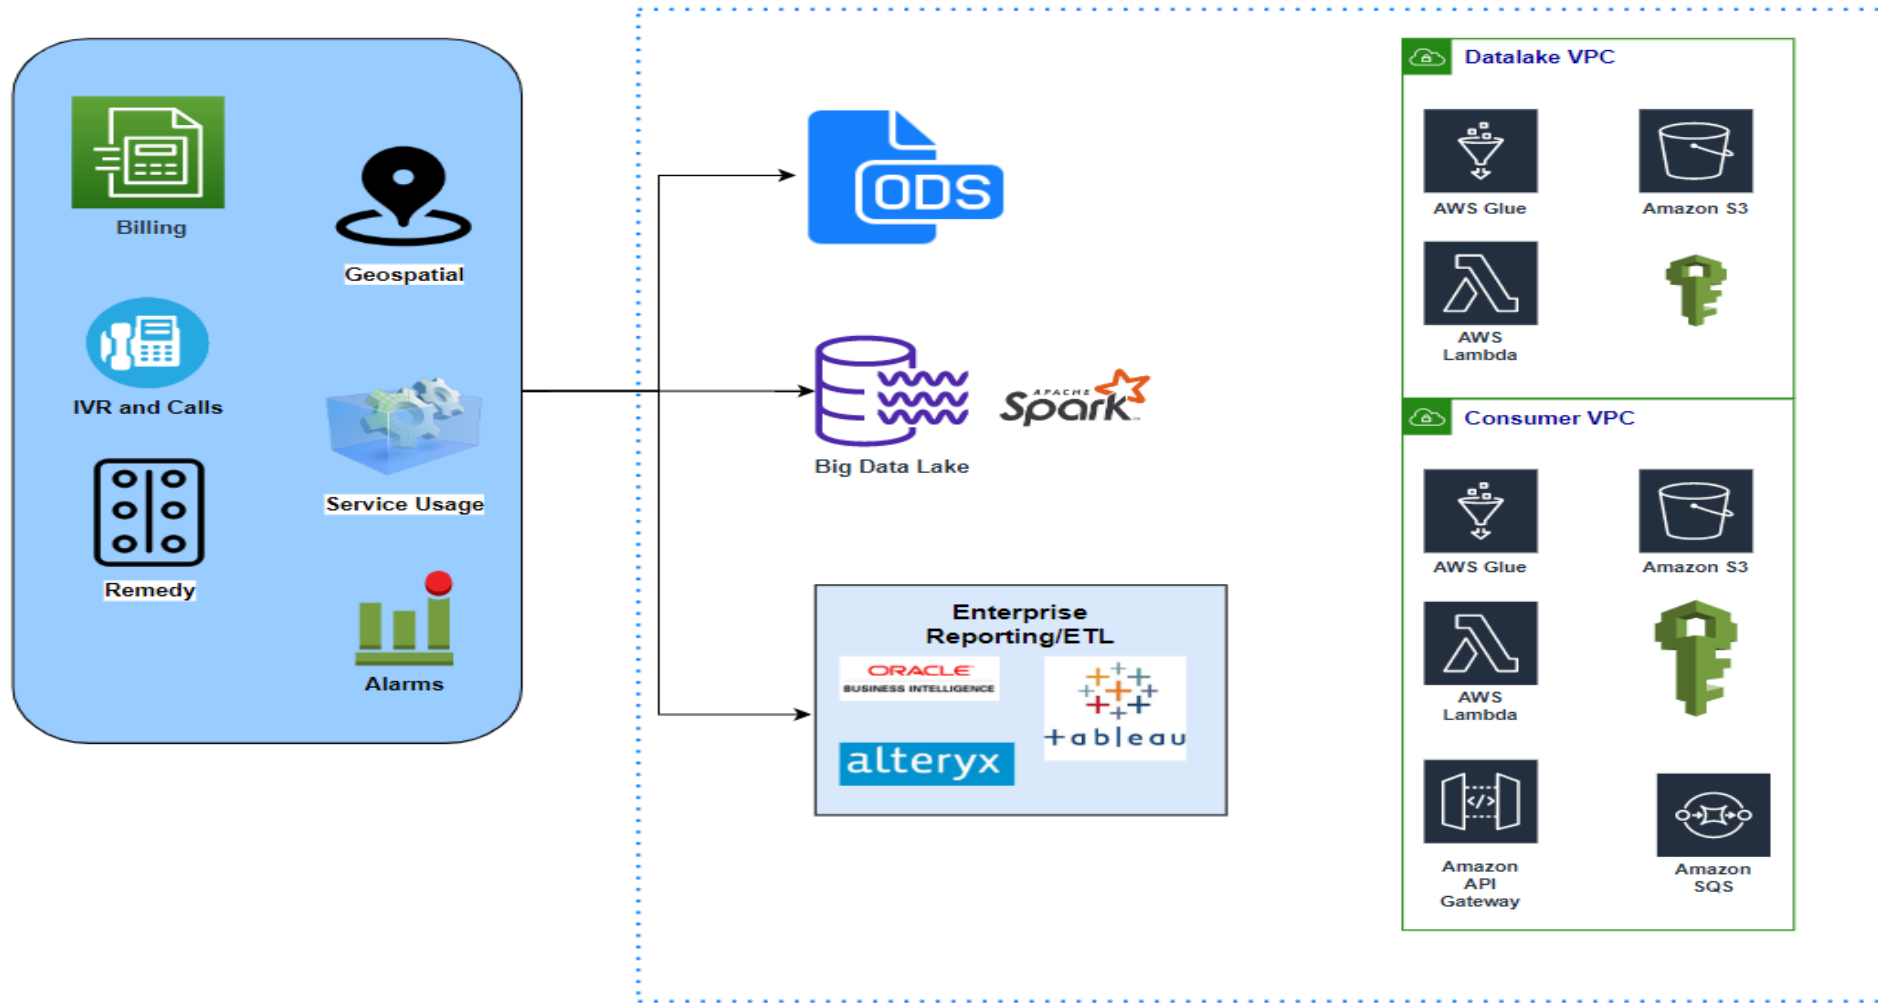 Billing
Geospatial
IVR and Calls
Service Usage
Remedy
Alarms
ODS
APACHE
Spark
Big Data Lake
Enterprise
Reporting/ETL
ORACLE
BUSINESS INTELLIGENCE
+ableau
alteryx
Datalake VPC
AWS Glue
Amazon S3
AWS
Lambda
Consumer VPC
AWS Glue
Amazon S3
AWS
Lambda
</>
Amazon
API
Gateway
Amazon
SQS